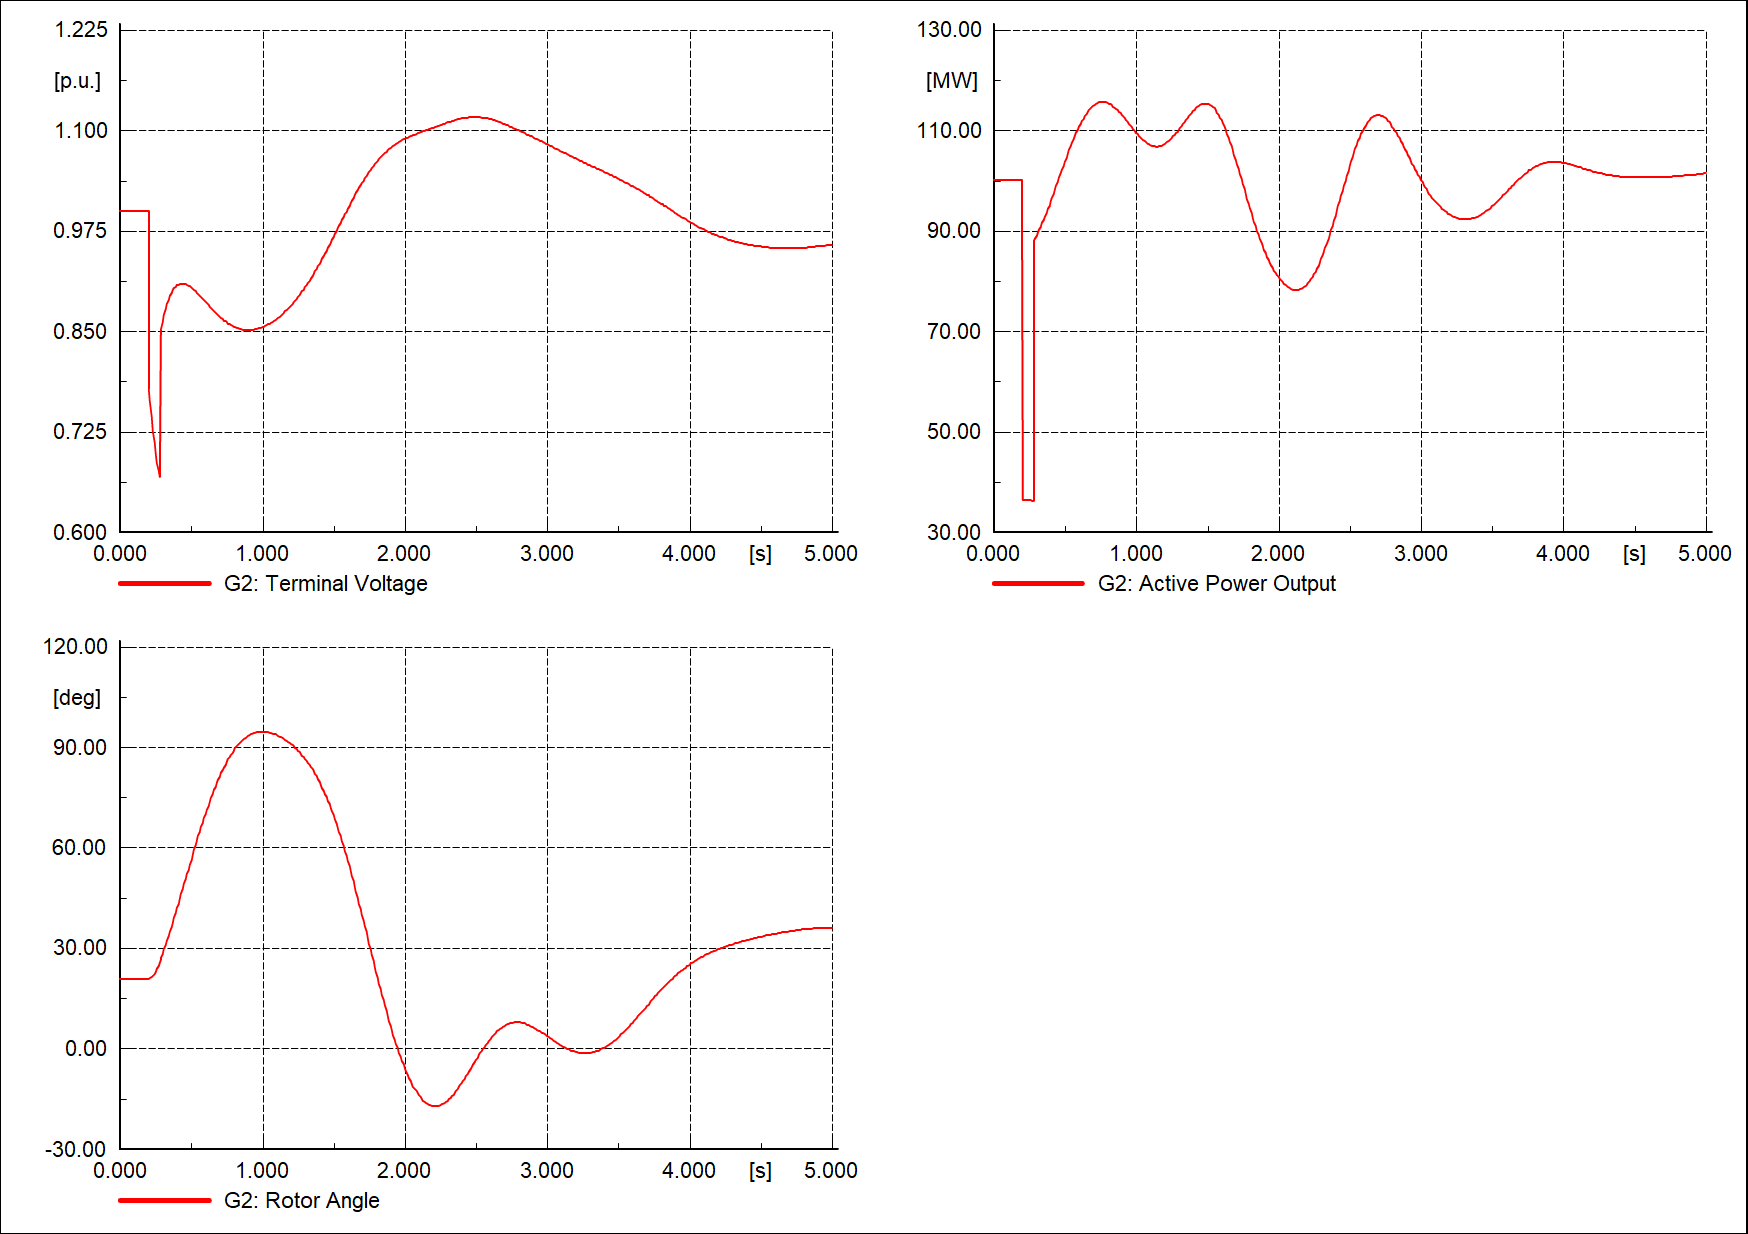 1.225
[p.u.]
1.100
0.975
0.850
0.725
0.600
0.000 1.000 2.000 3.000 4.000 [s] 5.000
G2: Terminal Voltage
130.00
[MW]
110.00
90.00
70.00
50.00
30.00
0.000 1.000 2.000 3.000 4.000 [s] 5.000
G2: Active Power Output
120.00
[deg]
90.00
60.00
30.00
0.00
-30.00
0.000 1.000 2.000 3.000 4.000 [s] 5.000
G2: Rotor Angle